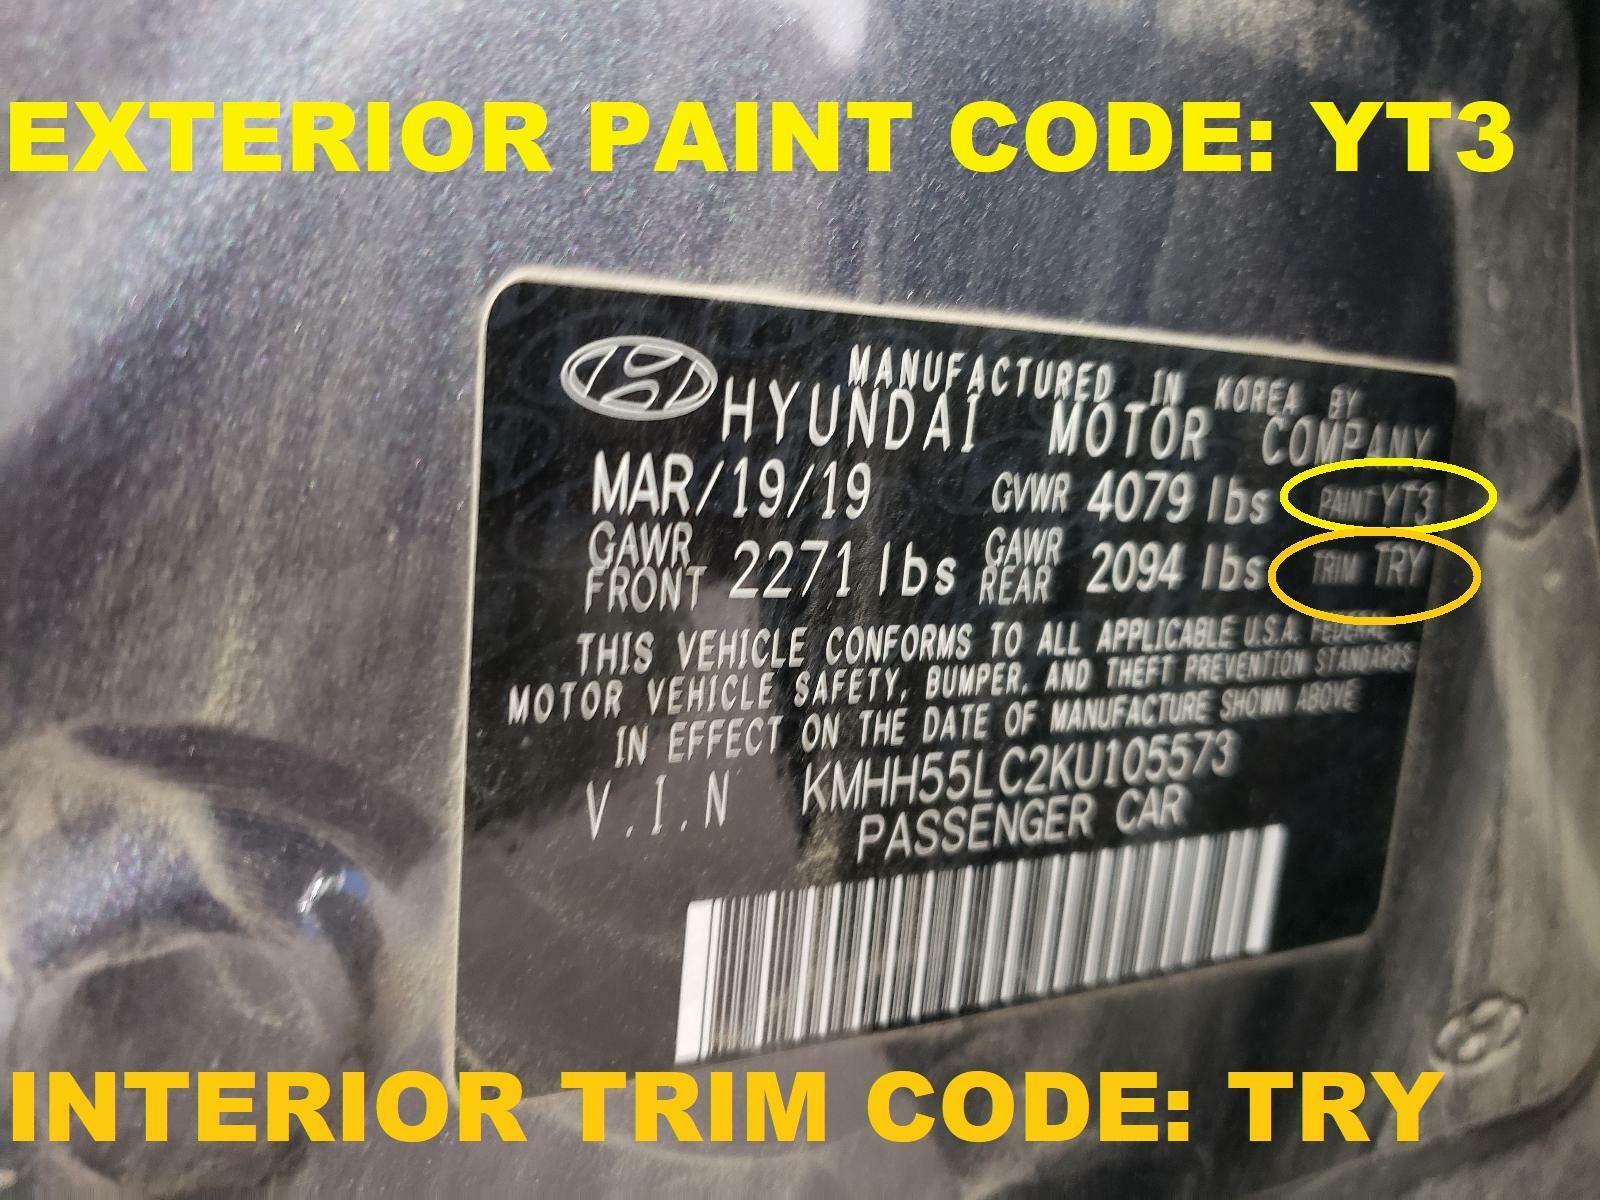 EXTERIOR PAINT CODE: YT3
MANUFACTURED IN KOREA BY
HYUNDAI MOTOR COMPANY
MAR/19/19 GVWR 4079 lbs PAINT YT3
GAWR FRONT 2271 lbs GAWR REAR 2094 lbs TRIM TRY
THIS VEHICLE CONFORMS TO ALL APPLICABLE U.S.A. FEDERAL
MOTOR VEHICLE SAFETY, BUMPER, AND THEFT PREVENTION STANDARDS
IN EFFECT ON THE DATE OF MANUFACTURE SHOWN ABOVE
V.I.N KMHH55LC2KU105573
PASSENGER CAR
INTERIOR TRIM CODE: TRY